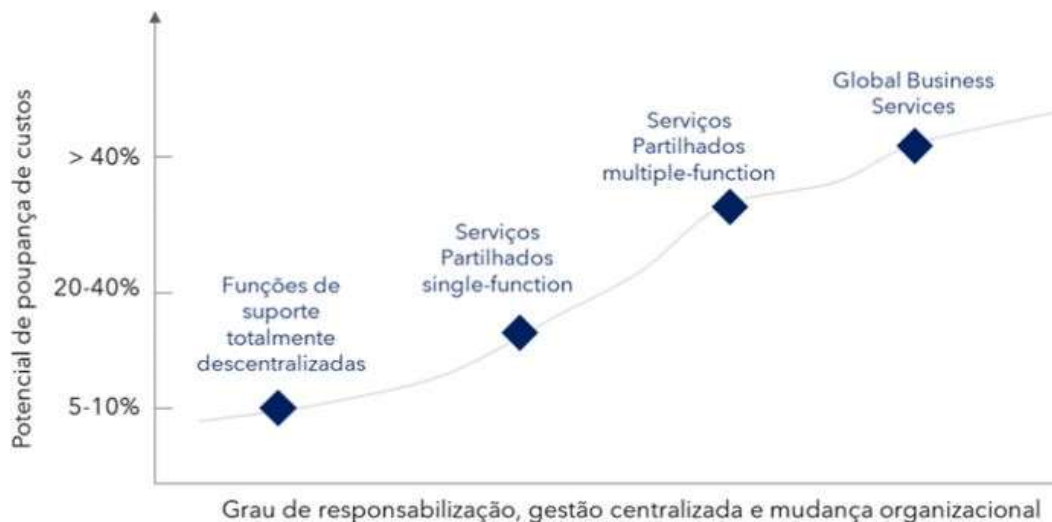 Potencial de poupança de custos
> 40%
20-40%
5-10%
Funções de
suporte
totalmente
descentralizadas
Serviços
Partilhados
single-function
Serviços
Partilhados
multiple-function
Global Business
Services
Grau de responsabilização, gestão centralizada e mudança organizacional